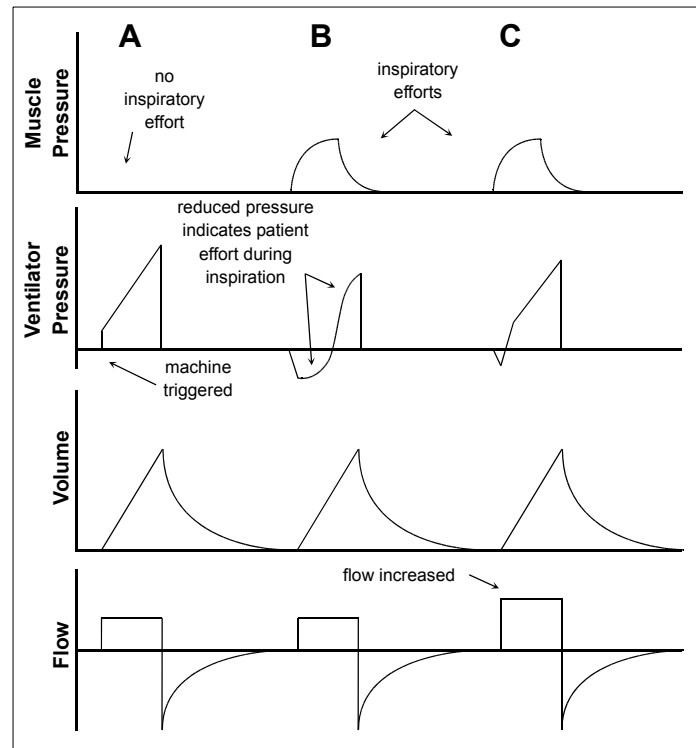 A B C
Muscle
Pressure
no
inspiratory
effort
inspiratory
efforts
Ventilator
Pressure
reduced pressure
indicates patient
effort during
inspiration
machine
triggered
Volume
Flow
flow increased